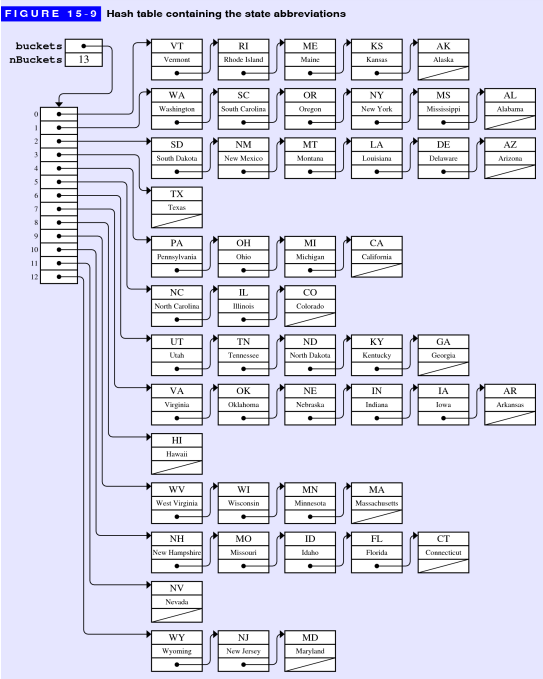 FIGURE 15-9 Hash table containing the state abbreviations
buckets
nBuckets 13
0
1
2
3
4
5
6
7
8
9
10
11
12
VT RI ME KS AK
Vermont Rhode Island Maine Kansas Alaska
WA SC OR NY MS AL
Washington South Carolina Oregon New York Mississippi Alabama
SD NM MT LA DE AZ
South Dakota New Mexico Montana Louisiana Delaware Arizona
TX
Texas
PA OH MI CA
Pennsylvania Ohio Michigan California
NC IL CO
North Carolina Illinois Colorado
UT TN ND KY GA
Utah Tennessee North Dakota Kentucky Georgia
VA OK NE IN IA AR
Virginia Oklahoma Nebraska Indiana Iowa Arkansas
HI
Hawaii
WV WI MN MA
West Virginia Wisconsin Minnesota Massachusetts
NH MO ID FL CT
New Hampshire Missouri Idaho Florida Connecticut
NV
Nevada
WY NJ MD
Wyoming New Jersey Maryland